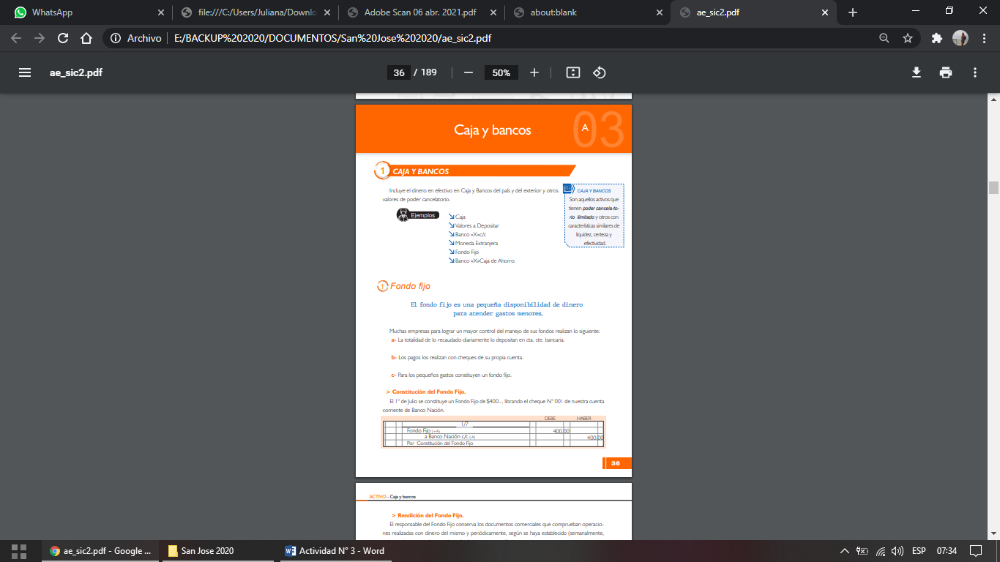 WhatsApp
file:///C:/Users/Juliana/Downlo
Adobe Scan 06 abr. 2021.pdf
about:blank
ae_sic2.pdf
Archivo
E:/BACKUP%202020/DOCUMENTOS/San%20Jose%202020/ae_sic2.pdf
ae_sic2.pdf
36 / 189
50%
Caja y bancos
A
03
1 CAJA Y BANCOS
Incluye el dinero en efectivo en Caja y Bancos del país y del exterior y otros
valores de poder cancelatorio.
CAJA Y BANCOS
Son aquellos activos que
tienen poder cancela-to-
rio ilimitado y otros con
características similares de
liquidez, certeza y
efectividad.
Ejemplos
Caja
Valores a Depositar
Banco «X»c/c
Moneda Extranjera
Fondo Fijo
Banco «X»Caja de Ahorro.
1 Fondo fijo
El fondo fijo es una pequeña disponibilidad de dinero
para atender gastos menores,
Muchas empresas para lograr un mayor control del manejo de sus fondos realizan lo siguiente:
a- La totalidad de lo recaudado diariamente lo depositan en cta. cte. bancaria.
b- Los pagos los realizan con cheques de su propia cuenta.
c- Para los pequeños gastos constituyen un fondo fijo.
> Constitución del Fondo Fijo.
El 1° de Julio se constituye un Fondo Fijo de $400.-, librando el cheque N° 001 de nuestra cuenta
corriente de Banco Nación.
DEBE HABER
1/7
Fondo Fijo (+A) 400,00
a Banco Nación c/c (-A) 400,00
Por Constitución del Fondo Fijo
36
ACTIVO - Caja y bancos
> Rendición del Fondo Fijo.
El responsable del Fondo Fijo conserva los documentos comerciales que comprueban operacio-
nes realizadas con dinero del mismo y periódicamente, según se haya establecido (semanalmente,
ae_sic2.pdf - Google ...
San Jose 2020
Actividad N° 3 - Word
ESP
07:34